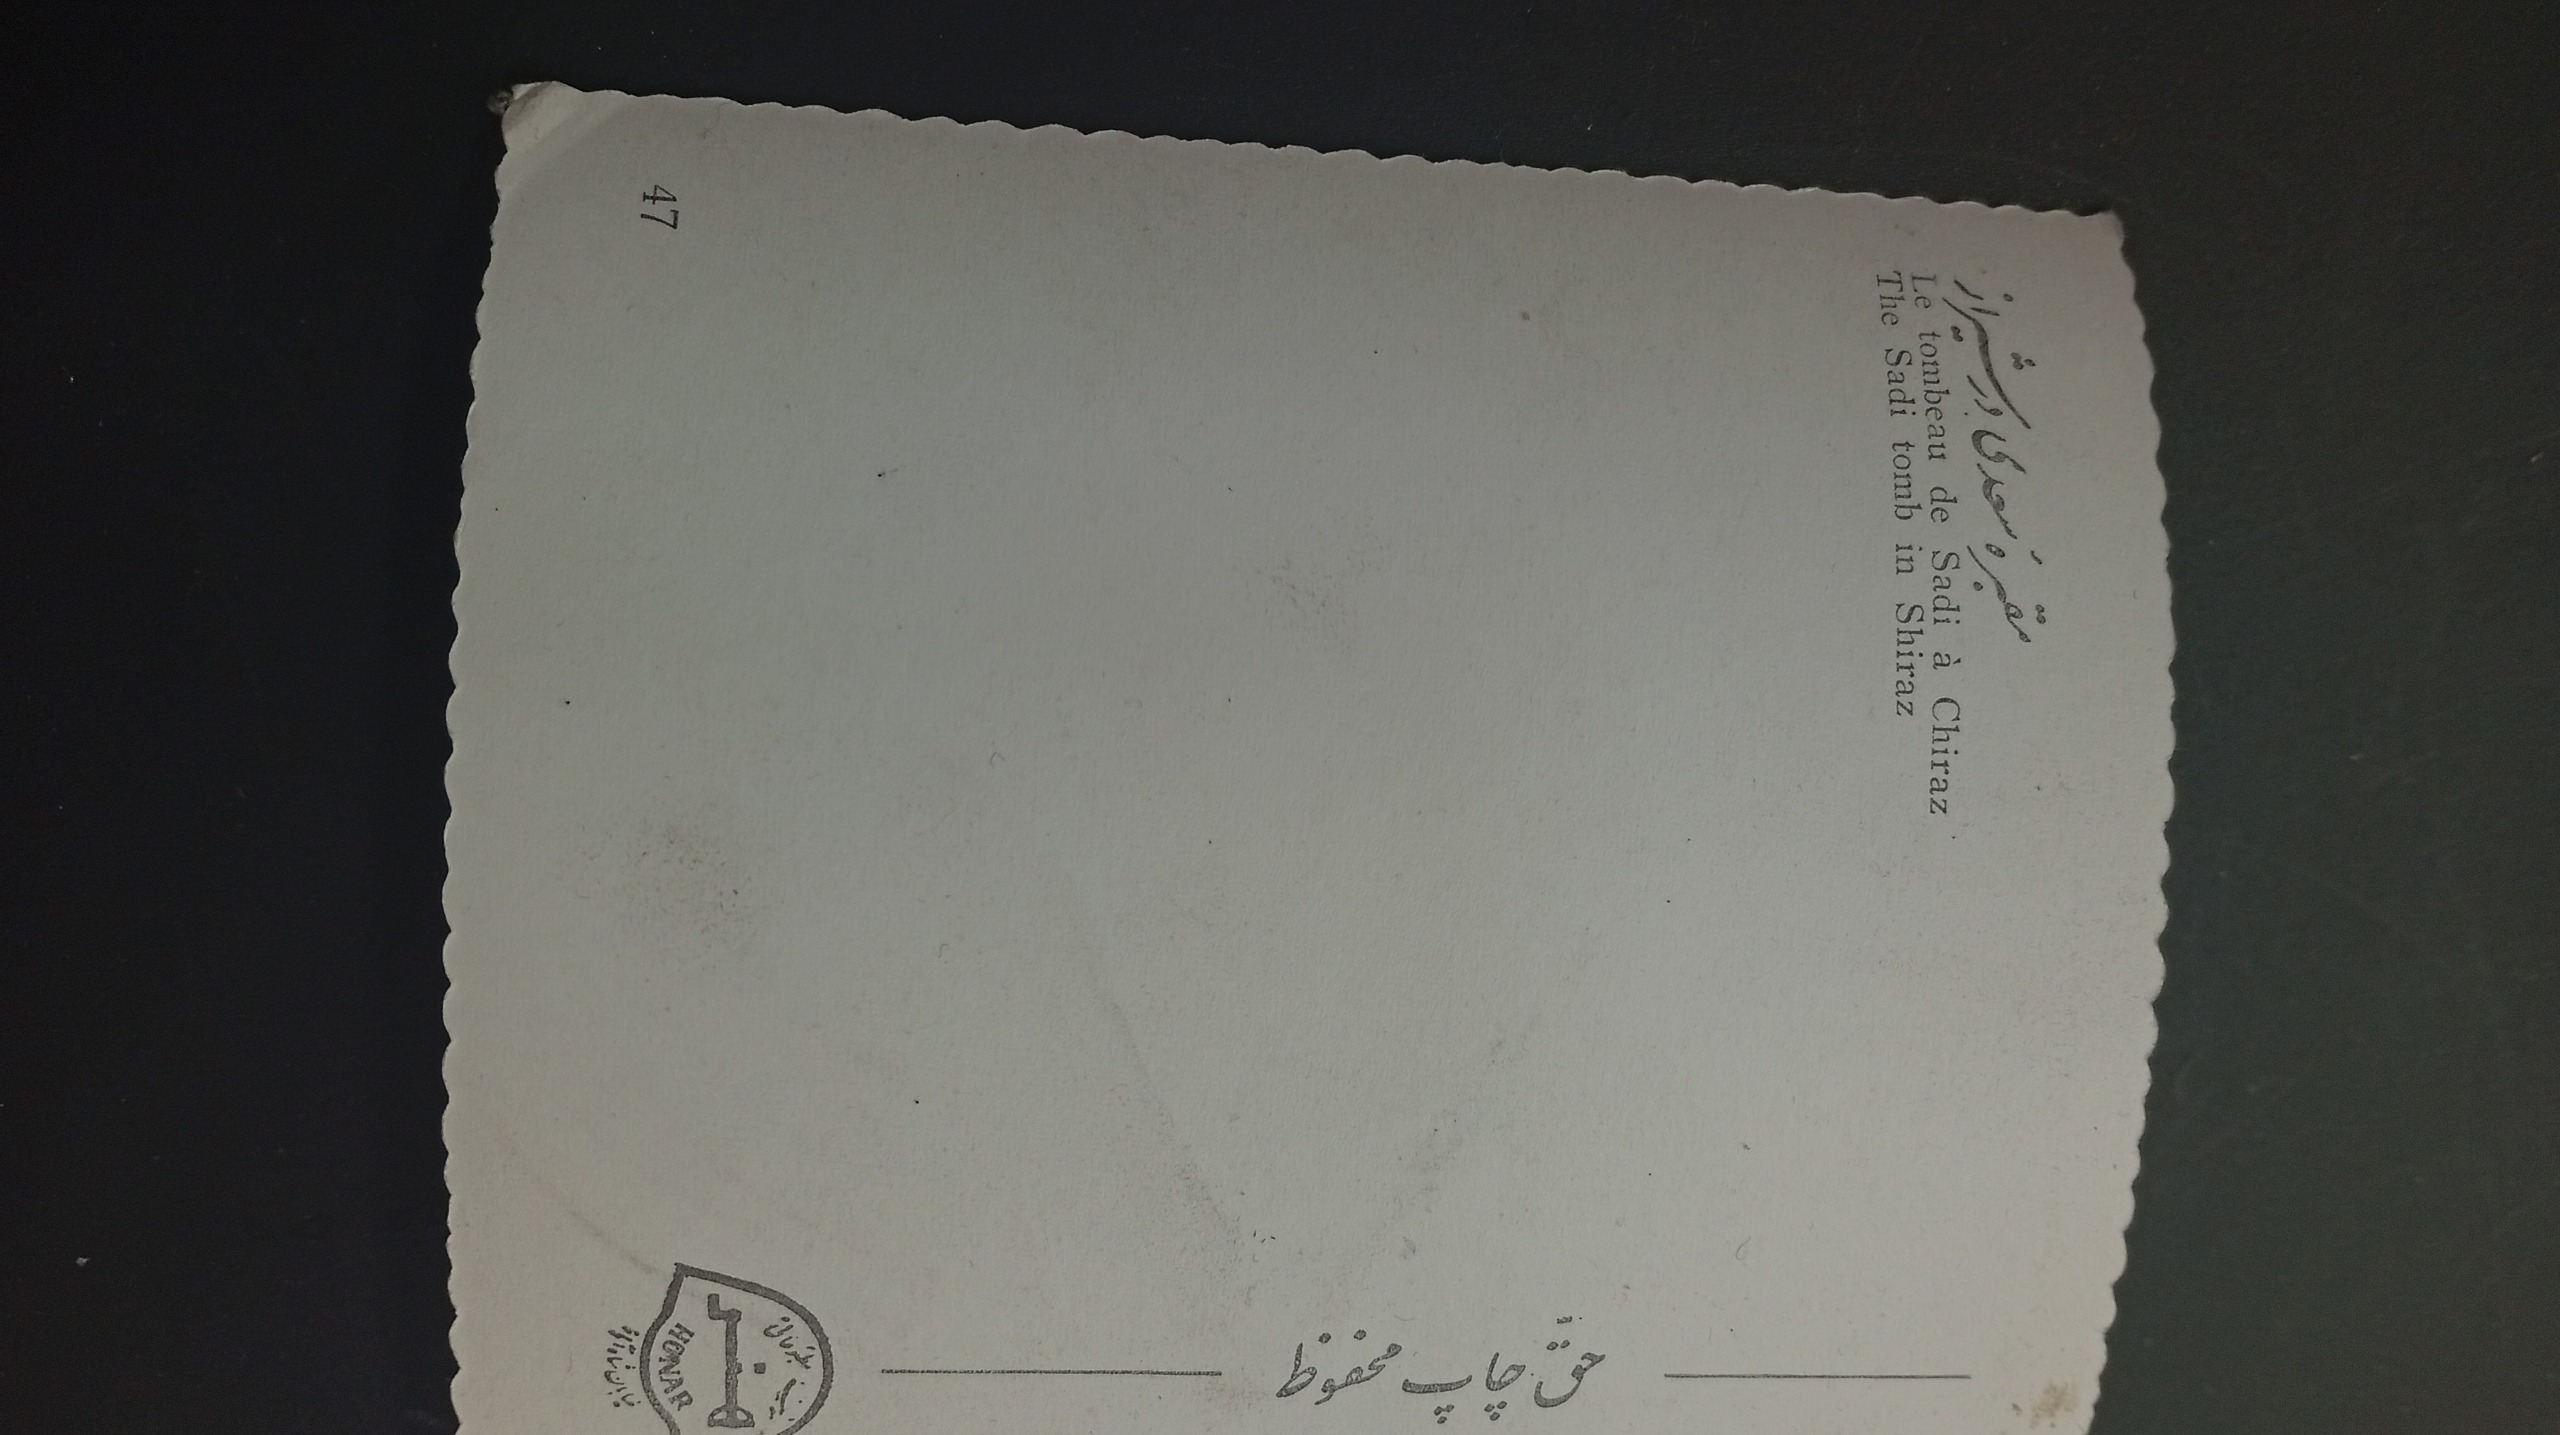 مقبرهٔ سعدی در شیراز
Le tombeau de Sadi à Chiraz
The Sadi tomb in Shiraz
47
حق چاپ محفوظ
هنر
HONAR